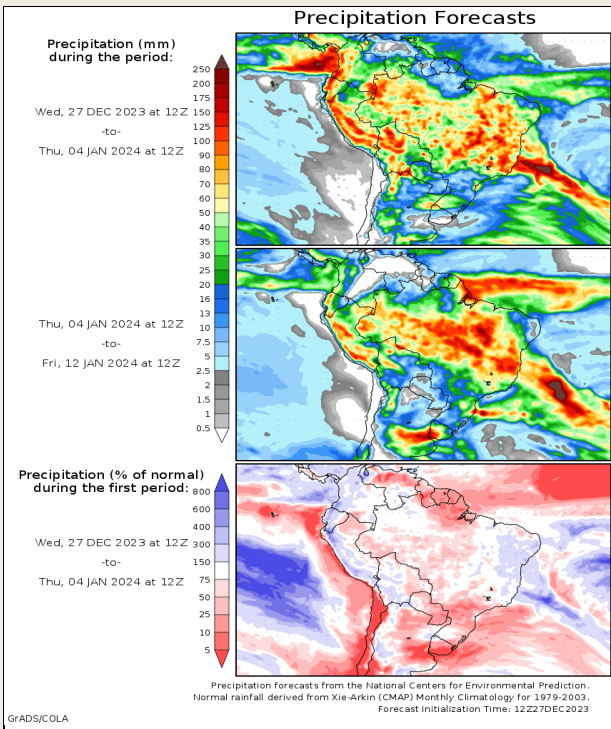 Precipitation Forecasts
Precipitation (mm)
during the period:
Wed, 27 DEC 2023 at 12Z
-to-
Thu, 04 JAN 2024 at 12Z
250
200
175
150
125
100
90
80
70
60
50
40
35
30
25
20
16
13
10
7.5
5
2.5
2
1.5
1
0.5
Thu, 04 JAN 2024 at 12Z
-to-
Fri, 12 JAN 2024 at 12Z
Precipitation (% of normal)
during the first period:
Wed, 27 DEC 2023 at 12Z
-to-
Thu, 04 JAN 2024 at 12Z
800
600
400
300
150
75
50
25
10
5
Precipitation forecasts from the National Centers for Environmental Prediction.
Normal rainfall derived from Xie-Arkin (CMAP) Monthly Climatology for 1979-2003.
Forecast Initialization Time: 12Z27DEC2023
GrADS/COLA